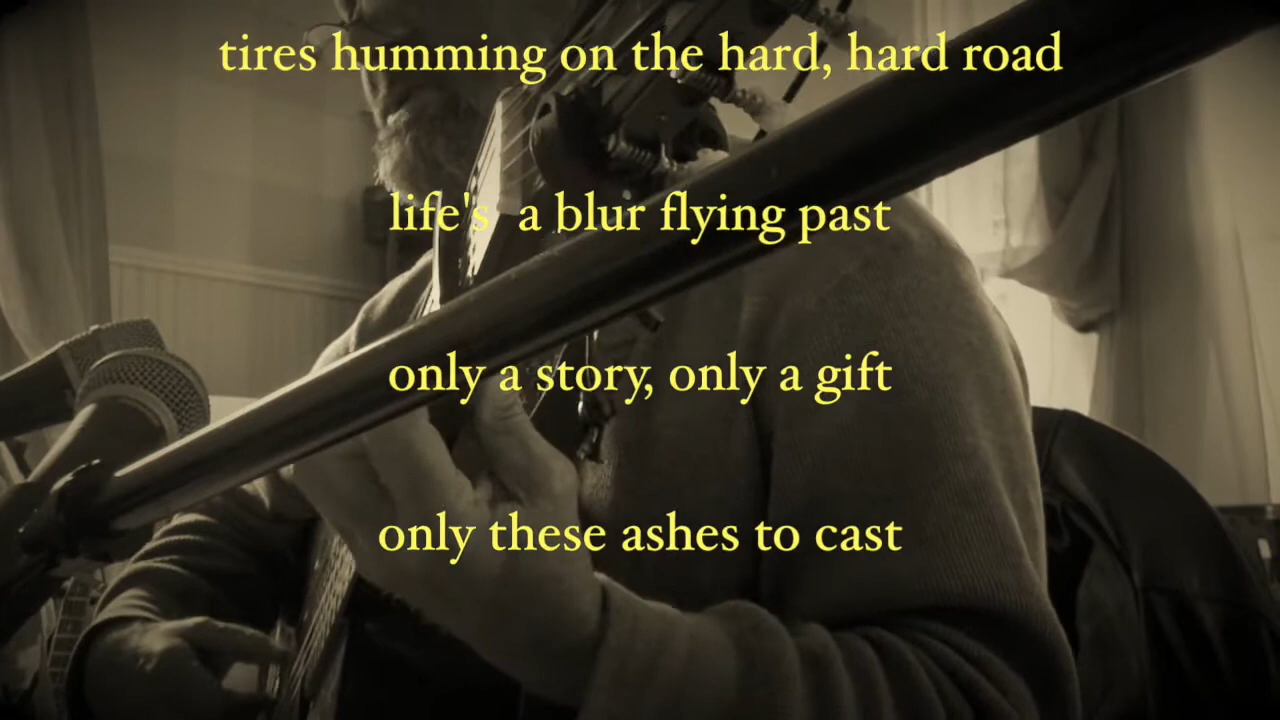 tires humming on the hard, hard road
life's  a blur flying past
only a story, only a gift
only these ashes to cast